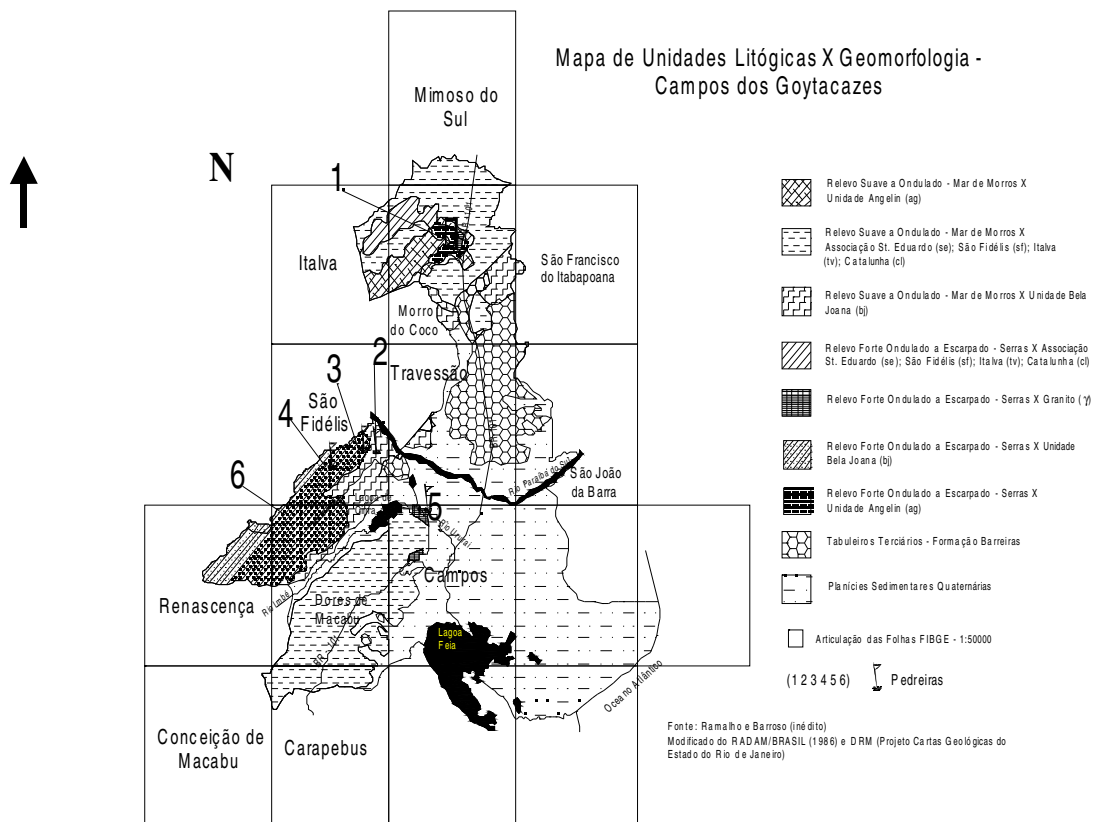 Mapa de Unidades Litógicas X Geomorfologia -
Campos dos Goytacazes
Mimoso do
Sul
N
1.
Italva
São Francisco
do Itabapoana
Morro
do Coco
2
Travessão
3
São
Fidélis
4
6
São João
da Barra
Rio Paraíba do Sul
Lagoa de
Cima
5
Rio Ururaí
Campos
Renascença
Rio Imbé
Dores de
Macabu
BR - 101
Lagoa
Feia
Oceano Atlântico
Conceição de
Macabu
Carapebus
Relevo Suave a Ondulado - Mar de Morros X
Unidade Angelin (ag)
Relevo Suave a Ondulado - Mar de Morros X
Associação St. Eduardo (se); São Fidélis (sf); Italva
(tv); Catalunha (cl)
Relevo Suave a Ondulado - Mar de Morros X Unidade Bela
Joana (bj)
Relevo Forte Ondulado a Escarpado - Serras X Associação
St. Eduardo (se); São Fidélis (sf); Italva (tv); Catalunha (cl)
Relevo Forte Ondulado a Escarpado - Serras X Granito (γ)
Relevo Forte Ondulado a Escarpado - Serras X Unidade
Bela Joana (bj)
Relevo Forte Ondulado a Escarpado - Serras X
Unidade Angelin (ag)
Tabuleiros Terciários - Formação Barreiras
Planícies Sedimentares Quaternárias
Articulação das Folhas FIBGE - 1:50000
(1 2 3 4 5 6) Pedreiras
Fonte: Ramalho e Barroso (inédito)
Modificado do RADAM/BRASIL (1986) e DRM (Projeto Cartas Geológicas do
Estado do Rio de Janeiro)